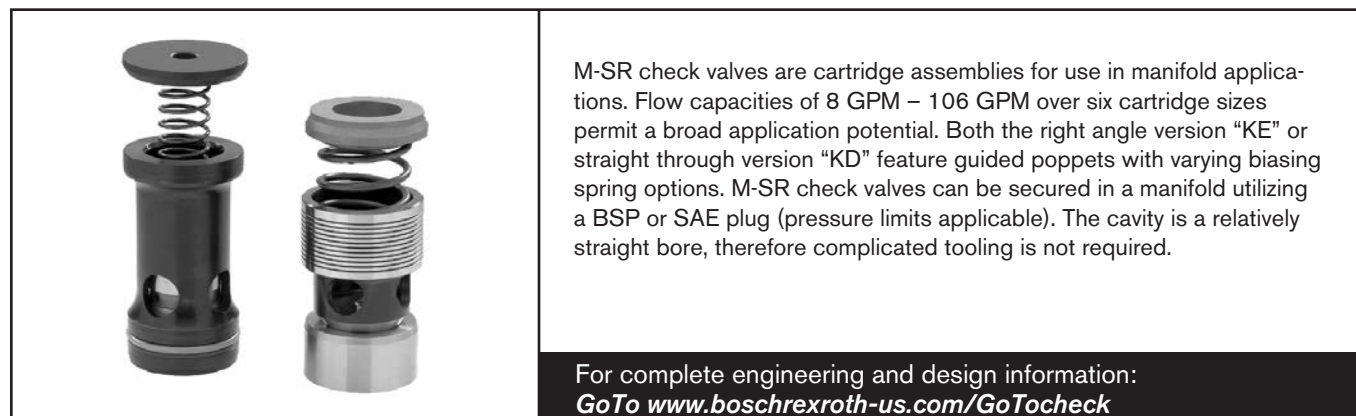 M-SR check valves are cartridge assemblies for use in manifold applica-
tions. Flow capacities of 8 GPM – 106 GPM over six cartridge sizes
permit a broad application potential. Both the right angle version “KE” or
straight through version “KD” feature guided poppets with varying biasing
spring options. M-SR check valves can be secured in a manifold utilizing
a BSP or SAE plug (pressure limits applicable). The cavity is a relatively
straight bore, therefore complicated tooling is not required.
For complete engineering and design information:
GoTo www.boschrexroth-us.com/GoTocheck